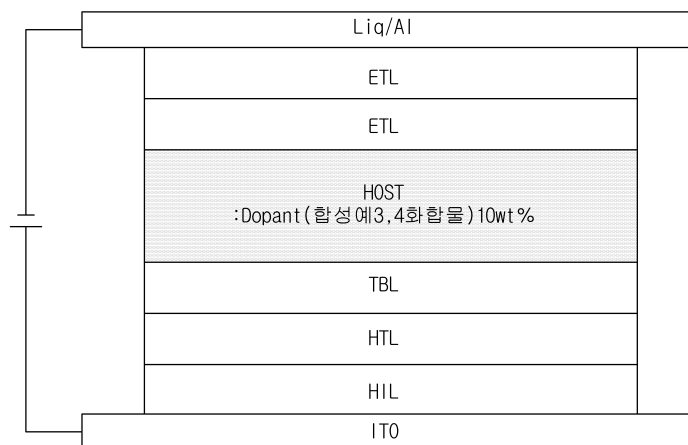 Liq/Al
ETL
ETL
HOST
:Dopant(합성예3,4화합물)10wt%
TBL
HTL
HIL
ITO